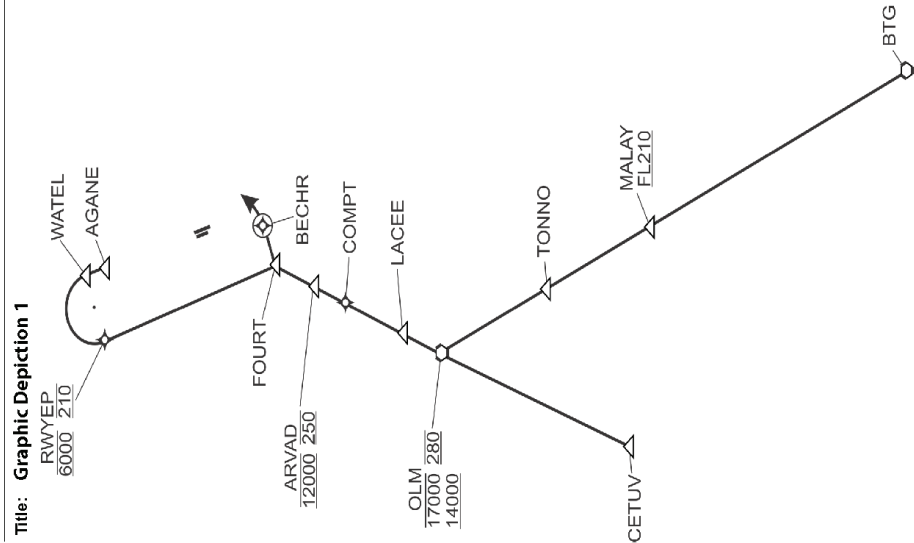 Title: Graphic Depiction 1
RWYEP
6000 210
WATEL
AGANE
BECHR
COMPT
LACEE
FOURT
ARVAD
12000 250
OLM
17000 280
14000
TONNO
MALAY
FL210
CETUV
BTG